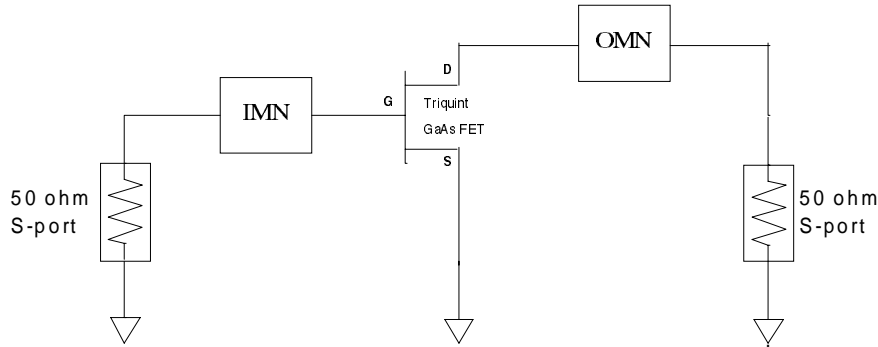 OMN
D
IMN
G
Triquint
GaAs FET
S
50 ohm
S-port
50 ohm
S-port